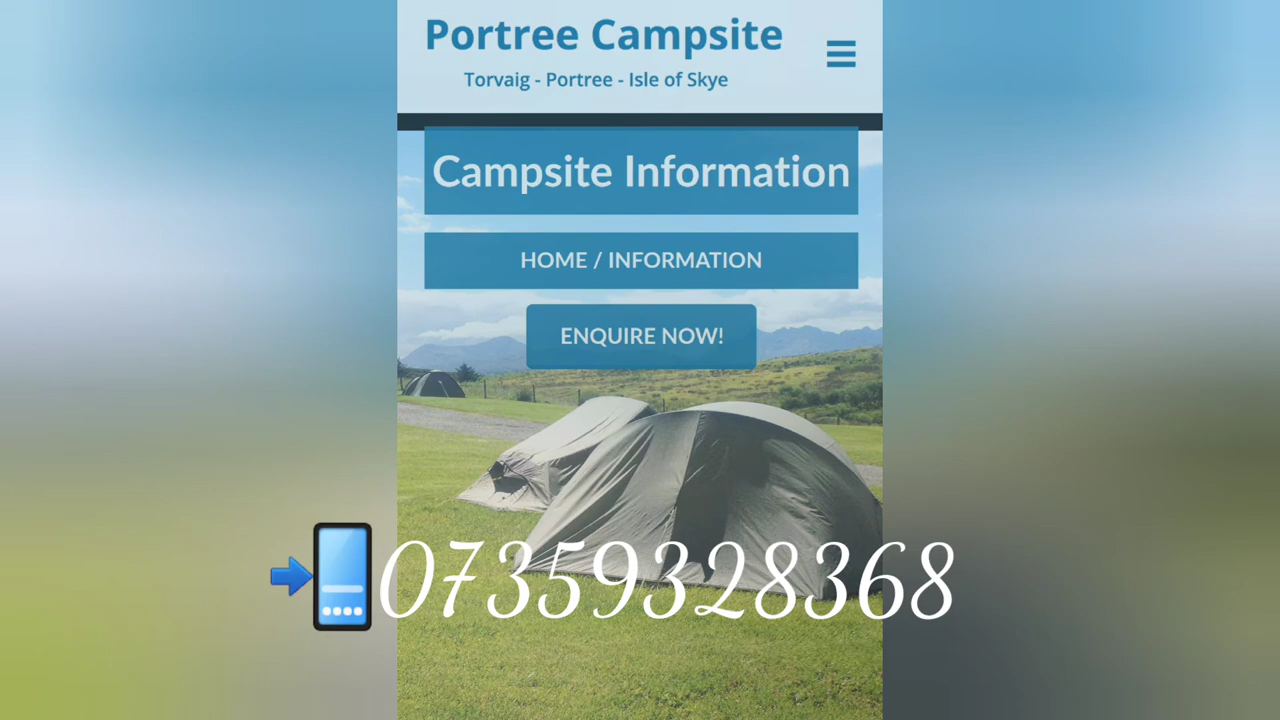 Portree Campsite
Torvaig - Portree - Isle of Skye
Campsite Information
HOME / INFORMATION
ENQUIRE NOW!
07359328368